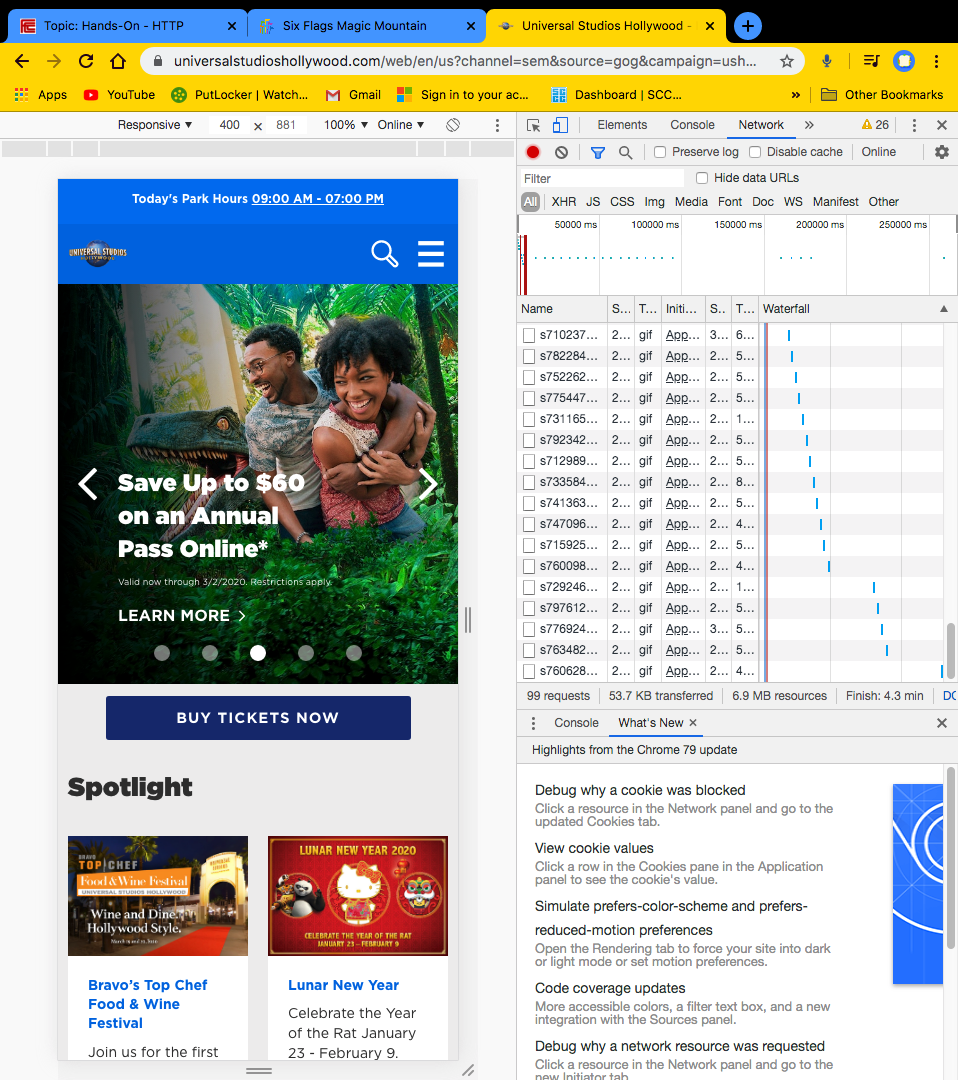 Topic: Hands-On - HTTP
Six Flags Magic Mountain
Universal Studios Hollywood -
universalstudioshollywood.com/web/en/us?channel=sem&source=gog&campaign=ush...
Apps
YouTube
PutLocker | Watch...
Gmail
Sign in to your ac...
Dashboard | SCC...
»
Other Bookmarks
Responsive ▼ 400 x 881 100% ▼ Online ▼
Elements Console Network » 26
Preserve log Disable cache Online
Filter Hide data URLs
All XHR JS CSS Img Media Font Doc WS Manifest Other
50000 ms 100000 ms 150000 ms 200000 ms 250000 ms
Name S... T... Initi... S.. T... Waterfall
s710237... 2... gif App... 3... 6...
s782284... 2... gif App... 2... 5...
s752262... 2... gif App... 2... 5...
s775447... 2... gif App... 2... 5...
s731165... 2... gif App... 2... 1...
s792342... 2... gif App... 2... 5...
s712989... 2... gif App... 2... 5...
s733584... 2... gif App... 2... 8...
s741363... 2... gif App... 2... 5...
s747096... 2... gif App... 2... 4...
s715925... 2... gif App... 2... 5...
s760098... 2... gif App... 2... 4...
s729246... 2... gif App... 2... 1...
s797612... 2... gif App... 2... 5...
s776924... 2... gif App... 3... 5...
s763482... 2... gif App... 2... 5...
s760628... 2... gif App... 2... 4...
99 requests 53.7 KB transferred 6.9 MB resources Finish: 4.3 min DO
Console What's New ×
Highlights from the Chrome 79 update
Debug why a cookie was blocked
Click a resource in the Network panel and go to the
updated Cookies tab.
View cookie values
Click a row in the Cookies pane in the Application
panel to see the cookie's value.
Simulate prefers-color-scheme and prefers-
reduced-motion preferences
Open the Rendering tab to force your site into dark
or light mode or set motion preferences.
Code coverage updates
More accessible colors, a filter text box, and a new
integration with the Sources panel.
Debug why a network resource was requested
Click a resource in the Network panel and go to the
new Initiator tab.
Today's Park Hours 09:00 AM - 07:00 PM
UNIVERSAL STUDIOS
HOLLYWOOD
Save Up to $60
on an Annual
Pass Online*
Valid now through 3/2/2020. Restrictions apply.
LEARN MORE >
BUY TICKETS NOW
Spotlight
BRAVO
TOP CHEF
Food & Wine Festival
UNIVERSAL STUDIOS HOLLYWOOD
Wine and Dine.
Hollywood Style.
LUNAR NEW YEAR 2020
CELEBRATE THE YEAR OF THE RAT
JANUARY 23 - FEBRUARY 9
Bravo's Top Chef
Food & Wine
Festival
Join us for the first
Lunar New Year
Celebrate the Year
of the Rat January
23 - February 9.